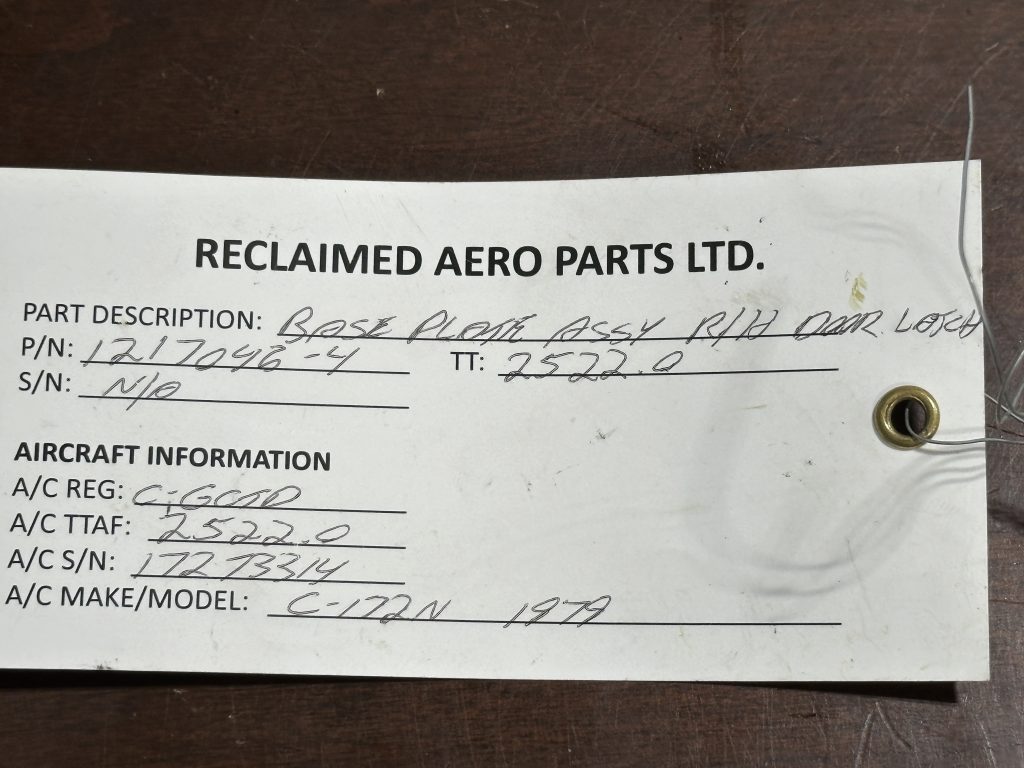 RECLAIMED AERO PARTS LTD.
PART DESCRIPTION: BASE PLATE ASSY R/H DOOR LATCH
P/N: 1217046-4 TT: 2522.0
S/N: N/A
AIRCRAFT INFORMATION
A/C REG:
A/C TTAF: 2522.0
A/C S/N: 17273314
A/C MAKE/MODEL: C-172N 1979